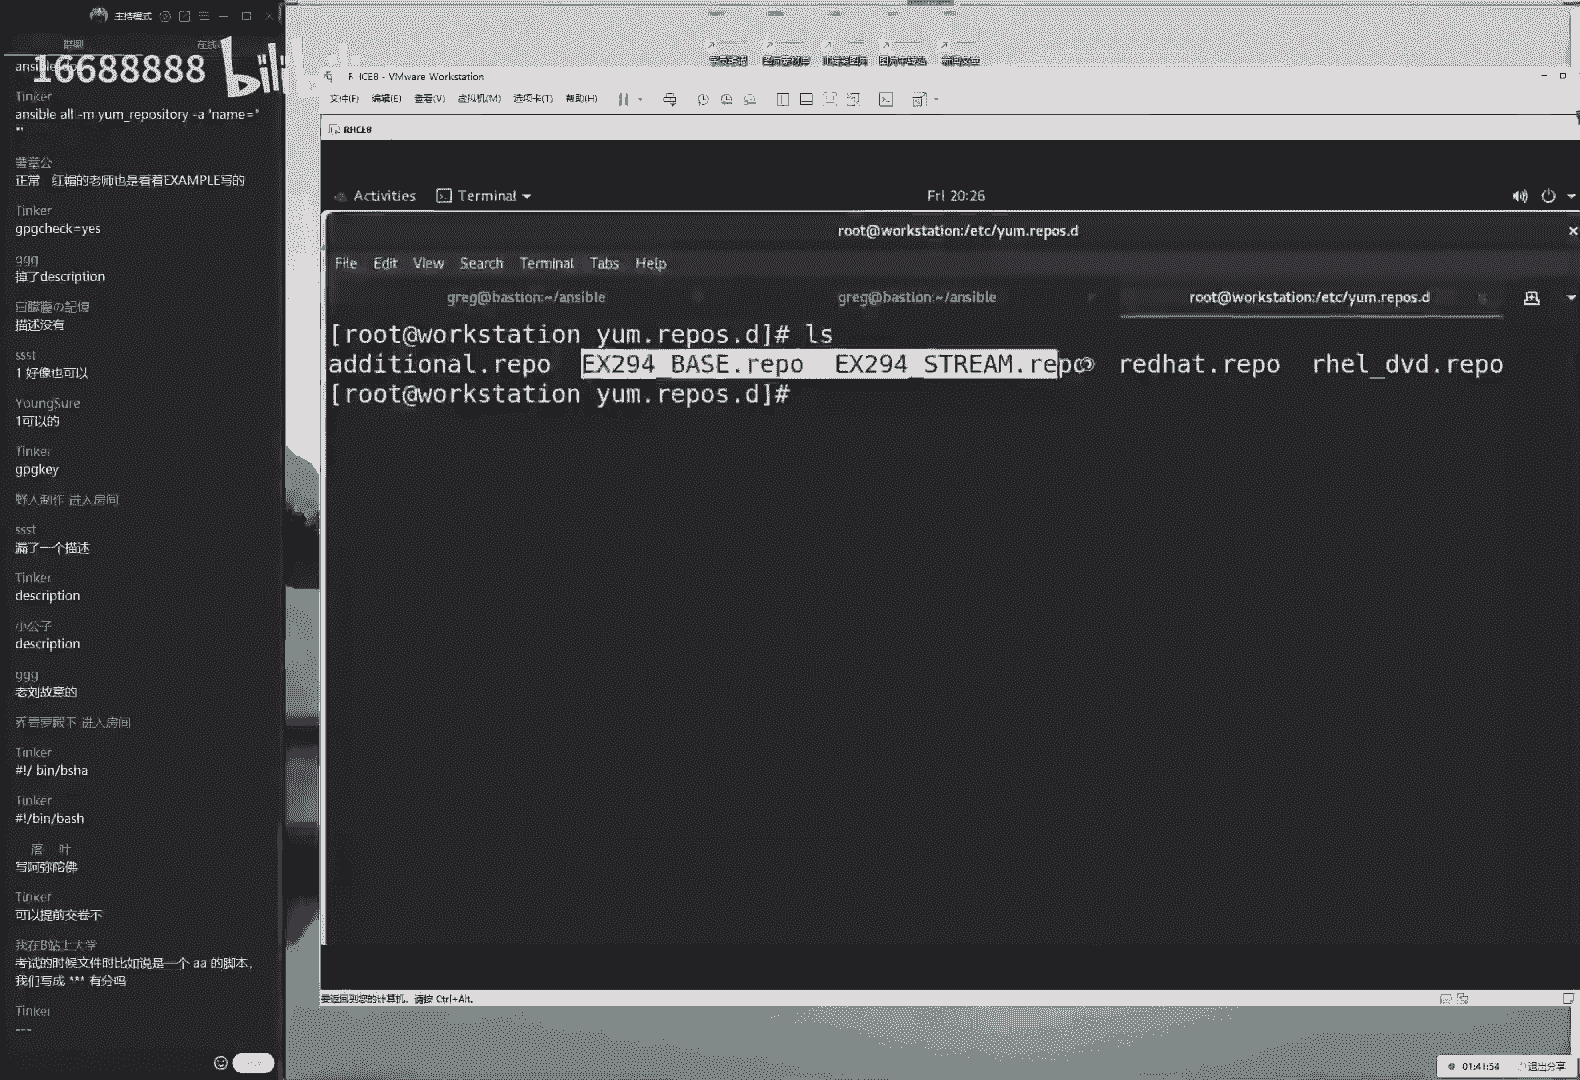 主持模式
群聊
16688888
Tinker
ansible all -m yum_repository -a 'name="
"'
正常 红帽的老师也是看着EXAMPLE写的
Tinker
gpgcheck=yes
ggg
掉了description
描述没有
ssst
1 好像也可以
YoungSure
1可以的
Tinker
gpgkey
野人制作 进入房间
ssst
漏了一个描述
Tinker
description
小公子
description
ggg
老刘故意的
进入房间
Tinker
#!/ bin/bsha
Tinker
#!/bin/bash
落 叶
写阿弥陀佛
Tinker
可以提前交卷不
我在B站上大学
考试的时候文件时比如说是一个 aa 的脚本，
我们写成 *** 有分吗
Tinker
---
RHCE8 - VMware Workstation
文件(F) 编辑(E) 查看(V) 虚拟机(M) 选项卡(T) 帮助(H)
RHCE8
Activities Terminal Fri 20:26
root@workstation:/etc/yum.repos.d
File Edit View Search Terminal Tabs Help
greg@bastion:~/ansible greg@bastion:~/ansible root@workstation:/etc/yum.repos.d
[root@workstation yum.repos.d]# ls
additional.repo EX294_BASE.repo EX294_STREAM.repo redhat.repo rhel_dvd.repo
[root@workstation yum.repos.d]#
要返回到您的计算机，请按 Ctrl+Alt。
01:41:54 退出分享